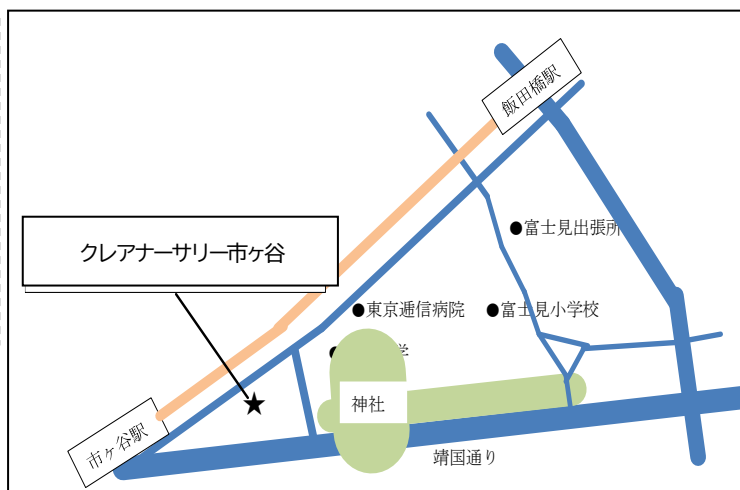 飯田橋駅
●富士見出張所
クレアナーサリー市ヶ谷
●東京逓信病院
●富士見小学校
神社
市ヶ谷駅
靖国通り